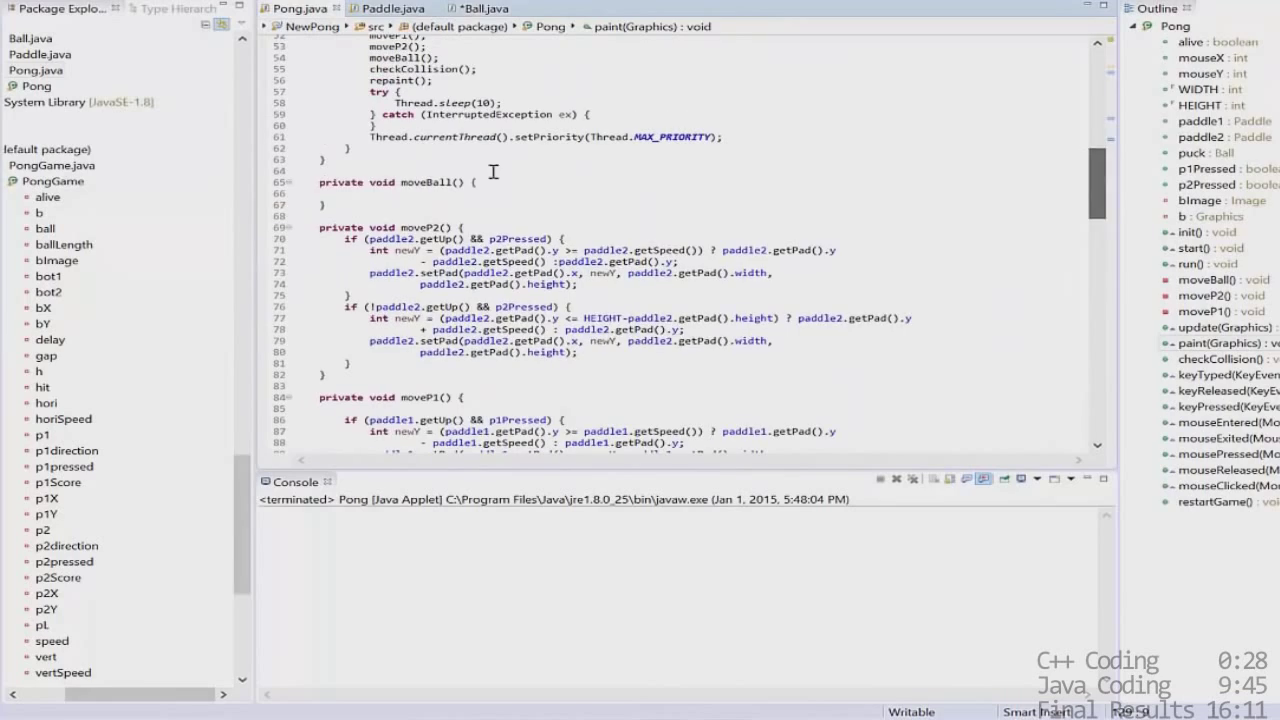 Package Explo... Type Hierarch
Ball.java
Paddle.java
Pong.java
Pong
System Library [JavaSE-1.8]
default package)
PongGame.java
PongGame
alive
b
ball
ballLength
bImage
bot1
bot2
bX
bY
delay
gap
h
hit
hori
horiSpeed
p1
p1direction
p1pressed
p1Score
p1X
p1Y
p2
p2direction
p2pressed
p2Score
p2X
p2Y
pL
speed
vert
vertSpeed
Pong.java Paddle.java *Ball.java
NewPong src (default package) Pong paint(Graphics) : void
52 moveP1();
53 moveP2();
54 moveBall();
55 checkCollision();
56 repaint();
57 try {
58 Thread.sleep(10);
59 } catch (InterruptedException ex) {
60 }
61 Thread.currentThread().setPriority(Thread.MAX_PRIORITY);
62 }
63 }
64
65 private void moveBall() {
66
67 }
68
69 private void moveP2() {
70 if (paddle2.getUp() && p2Pressed) {
71 int newY = (paddle2.getPad().y >= paddle2.getSpeed()) ? paddle2.getPad().y
72 - paddle2.getSpeed() :paddle2.getPad().y;
73 paddle2.setPad(paddle2.getPad().x, newY, paddle2.getPad().width,
74 paddle2.getPad().height);
75 }
76 if (!paddle2.getUp() && p2Pressed) {
77 int newY = (paddle2.getPad().y <= HEIGHT-paddle2.getPad().height) ? paddle2.getPad().y
78 + paddle2.getSpeed() : paddle2.getPad().y;
79 paddle2.setPad(paddle2.getPad().x, newY, paddle2.getPad().width,
80 paddle2.getPad().height);
81 }
82 }
83
84 private void moveP1() {
85
86 if (paddle1.getUp() && p1Pressed) {
87 int newY = (paddle1.getPad().y >= paddle1.getSpeed()) ? paddle1.getPad().y
88 - paddle1.getSpeed() : paddle1.getPad().y;
Console
<terminated> Pong [Java Applet] C:\Program Files\Java\jre1.8.0_25\bin\javaw.exe (Jan 1, 2015, 5:48:04 PM)
Outline
Pong
alive : boolean
mouseX : int
mouseY : int
WIDTH : int
HEIGHT : int
paddle1 : Paddle
paddle2 : Paddle
puck : Ball
p1Pressed : boole
p2Pressed : boole
bImage : Image
b : Graphics
init() : void
start() : void
run() : void
moveBall() : void
moveP2() : void
moveP1() : void
update(Graphics) :
paint(Graphics) : vo
checkCollision() : vo
keyTyped(KeyEven
keyReleased(KeyEve
keyPressed(KeyEve
mouseEntered(Mou
mouseExited(Mous
mousePressed(Mo
mouseReleased(Mo
mouseClicked(Mou
restartGame() : voi
C++ Coding 0:28
Java Coding 9:45
Final Results 16:11
Writable Smart Insert